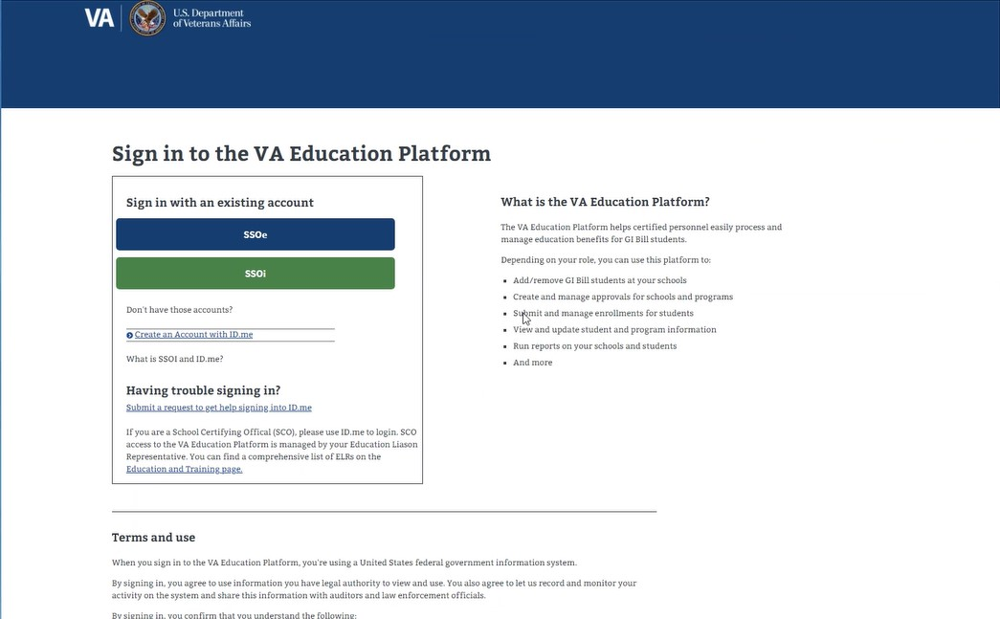 VA
U.S. Department
of Veterans Affairs
Sign in to the VA Education Platform
Sign in with an existing account
SSOe
SSOi
Don't have those accounts?
Create an Account with ID.me
What is SSOI and ID.me?
Having trouble signing in?
Submit a request to get help signing into ID.me
If you are a School Certifying Offical (SCO), please use ID.me to login. SCO
access to the VA Education Platform is managed by your Education Liason
Representative. You can find a comprehensive list of ELRs on the
Education and Training page.
What is the VA Education Platform?
The VA Education Platform helps certified personnel easily process and
manage education benefits for GI Bill students.
Depending on your role, you can use this platform to:
Add/remove GI Bill students at your schools
Create and manage approvals for schools and programs
Submit and manage enrollments for students
View and update student and program information
Run reports on your schools and students
And more
Terms and use
When you sign in to the VA Education Platform, you're using a United States federal government information system.
By signing in, you agree to use information you have legal authority to view and use. You also agree to let us record and monitor your
activity on the system and share this information with auditors and law enforcement officials.
By signing in, you confirm that you understand the following: